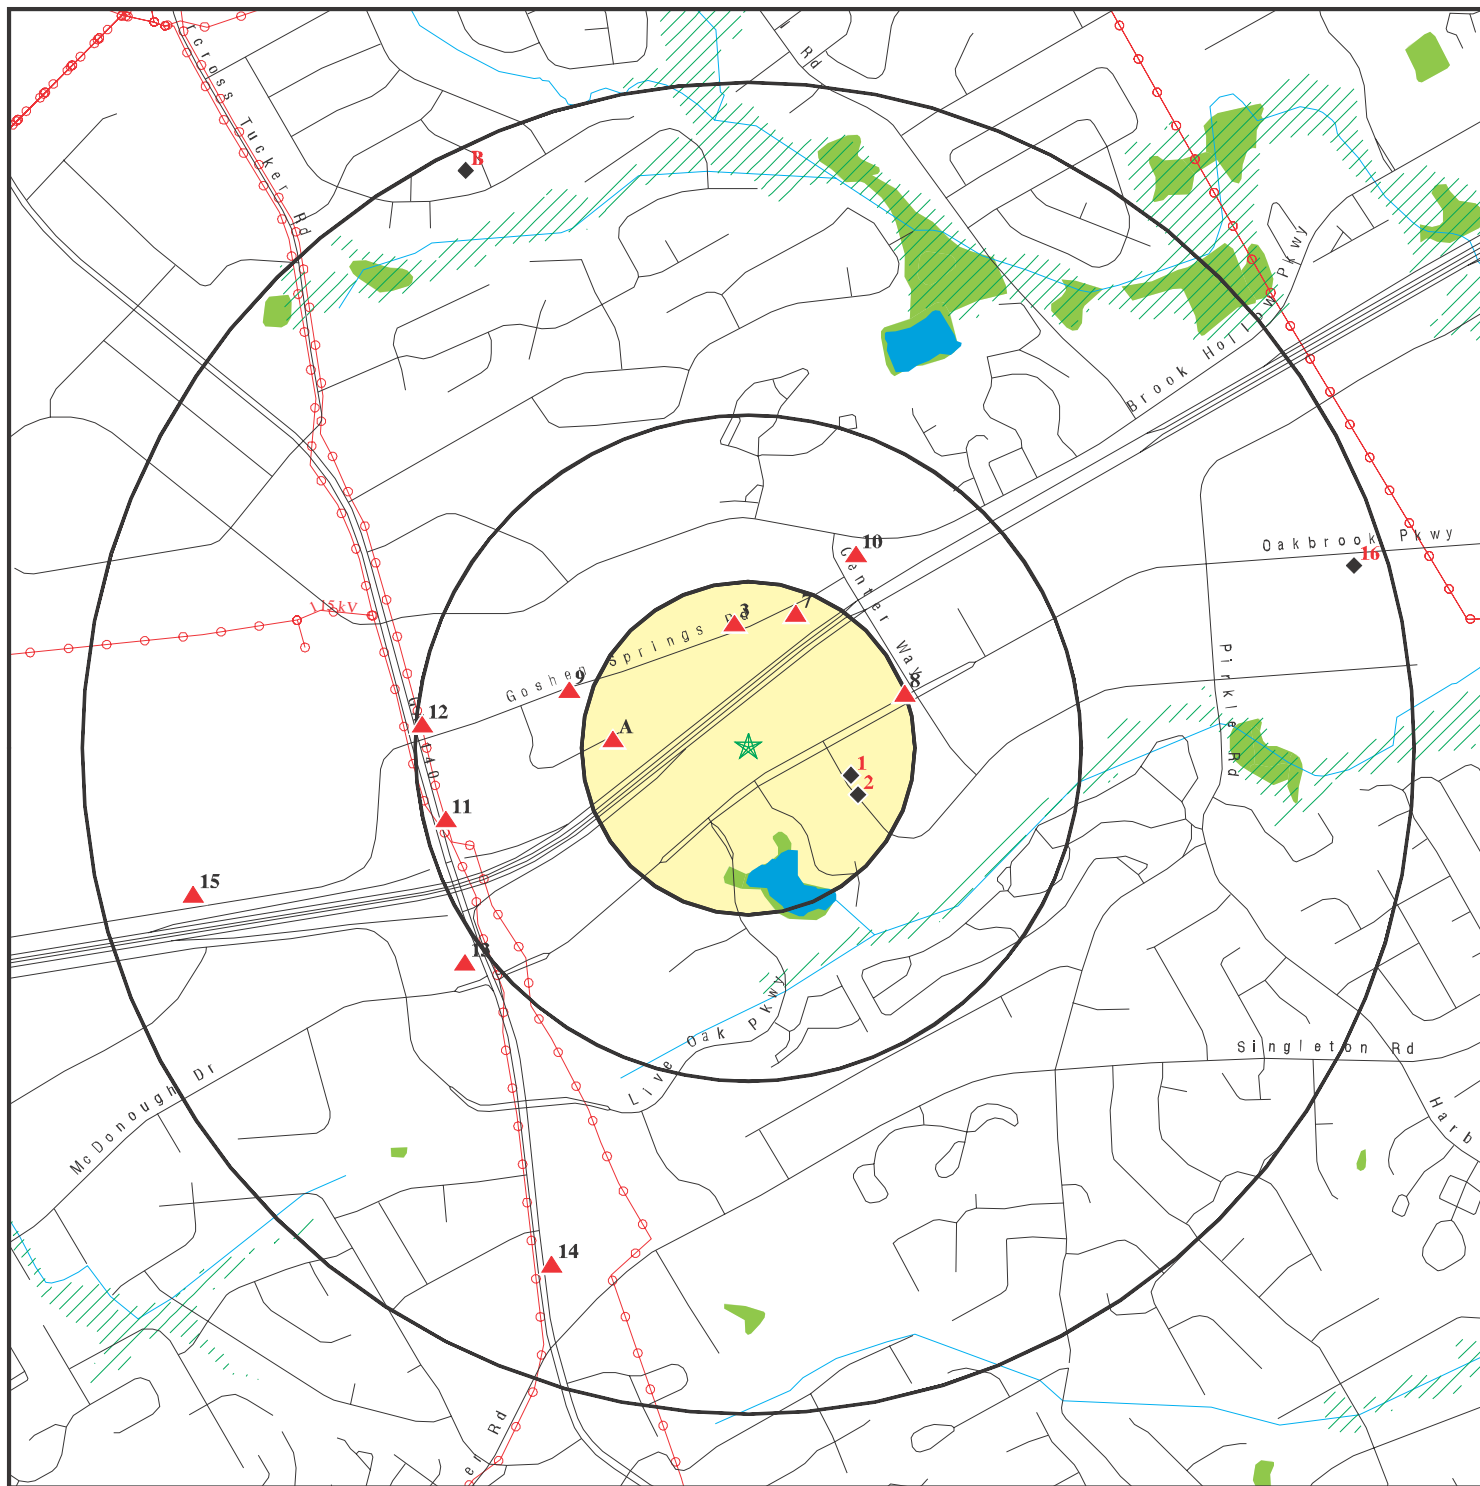 cross Tucker Rd
Rd
B
Brook Hollow Pkwy
Oakbrook Pkwy
16
115kV
10
Center Way
7
3
Goshen Springs Rd
9
8
12
A
Pirkle Rd
1
2
11
15
13
Live Oak Pkwy
Singleton Rd
McDonough Dr
Harb
14
er Rd